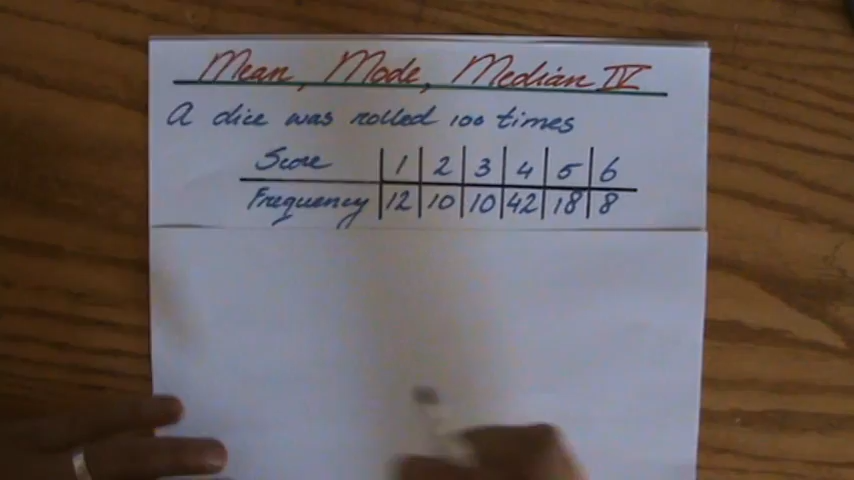 Mean, Mode, Median IV
A dice was rolled 100 times
Score 1 2 3 4 5 6
Frequency 12 10 10 42 18 8